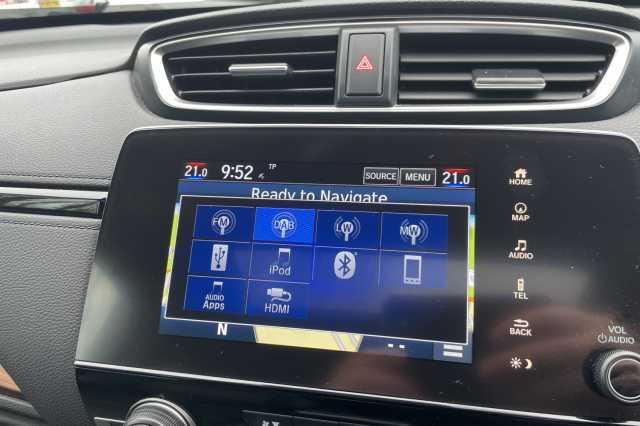 21.0 9:52 TP SOURCE MENU 21.0
Ready to Navigate
FM DAB LW MW
iPod
AUDIO Apps HDMI
N -- --
HOME
MAP
AUDIO
TEL
BACK
VOL
AUDIO